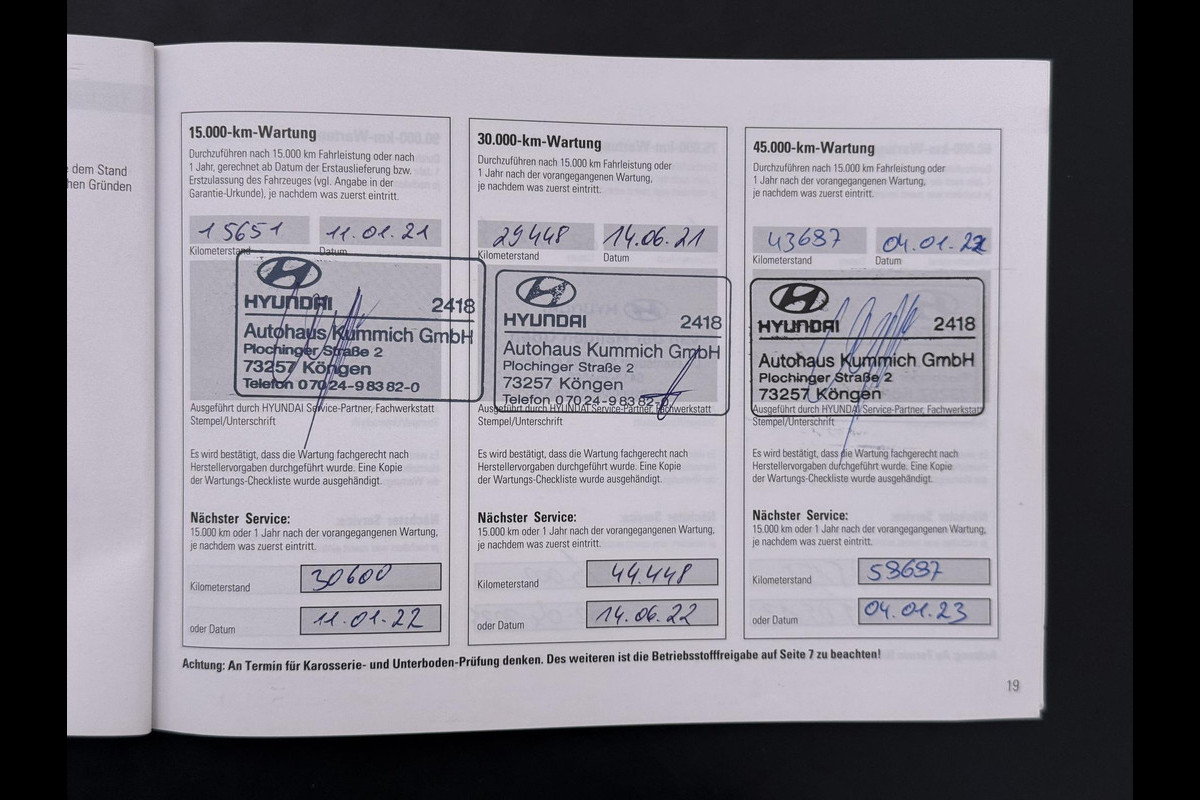 dem Stand
hen Gründen
15.000-km-Wartung
Durchzuführen nach 15.000 km Fahrleistung oder nach
1 Jahr, gerechnet ab Datum der Erstauslieferung bzw.
Erstzulassung des Fahrzeuges (vgl. Angabe in der
Garantie-Urkunde), je nachdem was zuerst eintritt.
15651 11.01.21
Kilometerstand Datum
HYUNDAI 2418
Autohaus Kummich GmbH
Plochinger Straße 2
73257 Köngen
Telefon 07024-98382-0
Ausgeführt durch HYUNDAI Service-Partner, Fachwerkstatt
Stempel/Unterschrift
Es wird bestätigt, dass die Wartung fachgerecht nach
Herstellervorgaben durchgeführt wurde. Eine Kopie
der Wartungs-Checkliste wurde ausgehändigt.
Nächster Service:
15.000 km oder 1 Jahr nach der vorangegangenen Wartung,
je nachdem was zuerst eintritt.
Kilometerstand 30600
oder Datum 11.01.22
30.000-km-Wartung
Durchzuführen nach 15.000 km Fahrleistung oder
1 Jahr nach der vorangegangenen Wartung,
je nachdem was zuerst eintritt.
29448 14.06.21
Kilometerstand Datum
HYUNDAI 2418
Autohaus Kummich GmbH
Plochinger Straße 2
73257 Köngen
Telefon 07024-98382-0
Ausgeführt durch HYUNDAI Service-Partner, Fachwerkstatt
Stempel/Unterschrift
Es wird bestätigt, dass die Wartung fachgerecht nach
Herstellervorgaben durchgeführt wurde. Eine Kopie
der Wartungs-Checkliste wurde ausgehändigt.
Nächster Service:
15.000 km oder 1 Jahr nach der vorangegangenen Wartung,
je nachdem was zuerst eintritt.
Kilometerstand 44.448
oder Datum 14.06.22
45.000-km-Wartung
Durchzuführen nach 15.000 km Fahrleistung oder
1 Jahr nach der vorangegangenen Wartung,
je nachdem was zuerst eintritt.
43687 04.01.22
Kilometerstand Datum
HYUNDAI 2418
Autohaus Kummich GmbH
Plochinger Straße 2
73257 Köngen
Ausgeführt durch HYUNDAI Service-Partner, Fachwerkstatt
Stempel/Unterschrift
Es wird bestätigt, dass die Wartung fachgerecht nach
Herstellervorgaben durchgeführt wurde. Eine Kopie
der Wartungs-Checkliste wurde ausgehändigt.
Nächster Service:
15.000 km oder 1 Jahr nach der vorangegangenen Wartung,
je nachdem was zuerst eintritt.
Kilometerstand 58687
oder Datum 04.01.23
Achtung: An Termin für Karosserie- und Unterboden-Prüfung denken. Des weiteren ist die Betriebsstofffreigabe auf Seite 7 zu beachten!
19